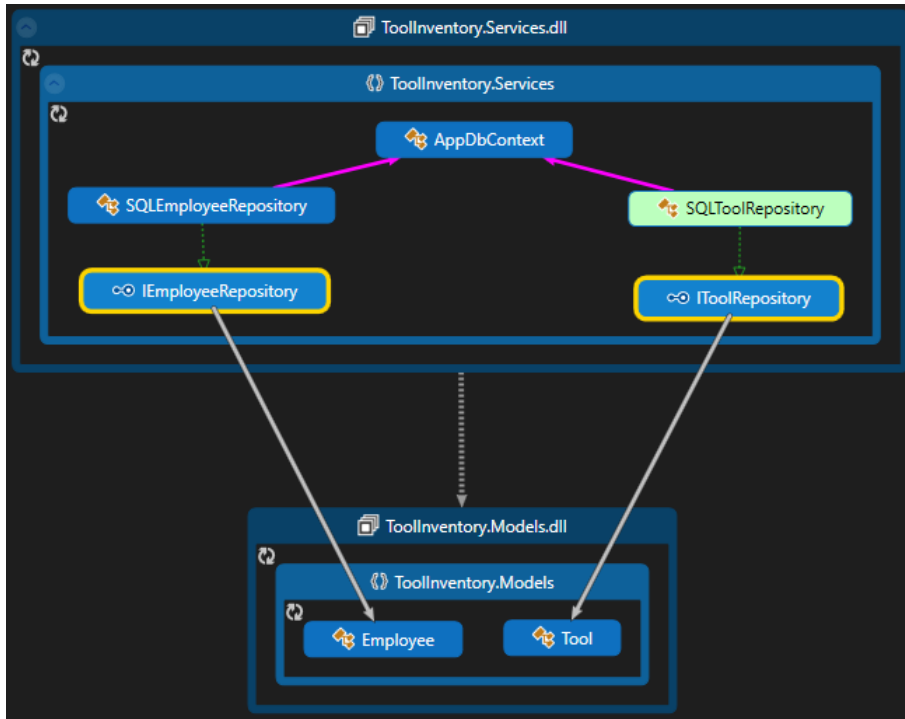 ToolInventory.Services.dll
ToolInventory.Services
AppDbContext
SQLEmployeeRepository
SQLToolRepository
IEmployeeRepository
IToolRepository
ToolInventory.Models.dll
ToolInventory.Models
Employee
Tool